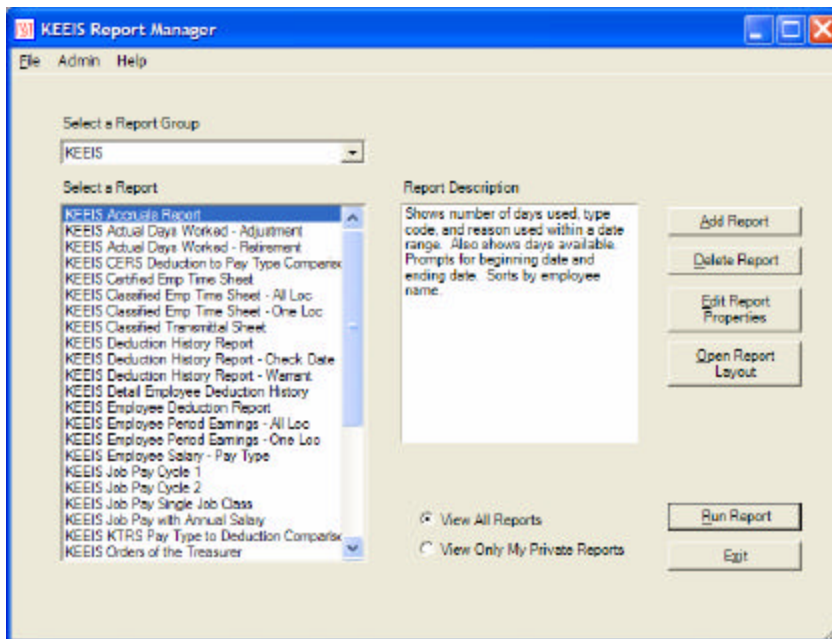 KEEIS Report Manager
File Admin Help
Select a Report Group
KEEIS
Select a Report
KEEIS Accruals Report
KEEIS Actual Days Worked - Adjustment
KEEIS Actual Days Worked - Retirement
KEEIS CERS Deduction to Pay Type Comparis
KEEIS Certified Emp Time Sheet
KEEIS Classified Emp Time Sheet - All Loc
KEEIS Classified Emp Time Sheet - One Loc
KEEIS Classified Transmittal Sheet
KEEIS Deduction History Report
KEEIS Deduction History Report - Check Date
KEEIS Deduction History Report - Warrant
KEEIS Detail Employee Deduction History
KEEIS Employee Deduction Report
KEEIS Employee Period Earnings - All Loc
KEEIS Employee Period Earnings - One Loc
KEEIS Employee Salary - Pay Type
KEEIS Job Pay Cycle 1
KEEIS Job Pay Cycle 2
KEEIS Job Pay Single Job Class
KEEIS Job Pay with Annual Salary
KEEIS KTRS Pay Type to Deduction Comparis
KEEIS Orders of the Treasurer
Report Description
Shows number of days used, type
code, and reason used within a date
range. Also shows days available.
Prompts for beginning date and
ending date. Sorts by employee
name.
View All Reports
View Only My Private Reports
Add Report
Delete Report
Edit Report
Properties
Open Report
Layout
Run Report
Exit